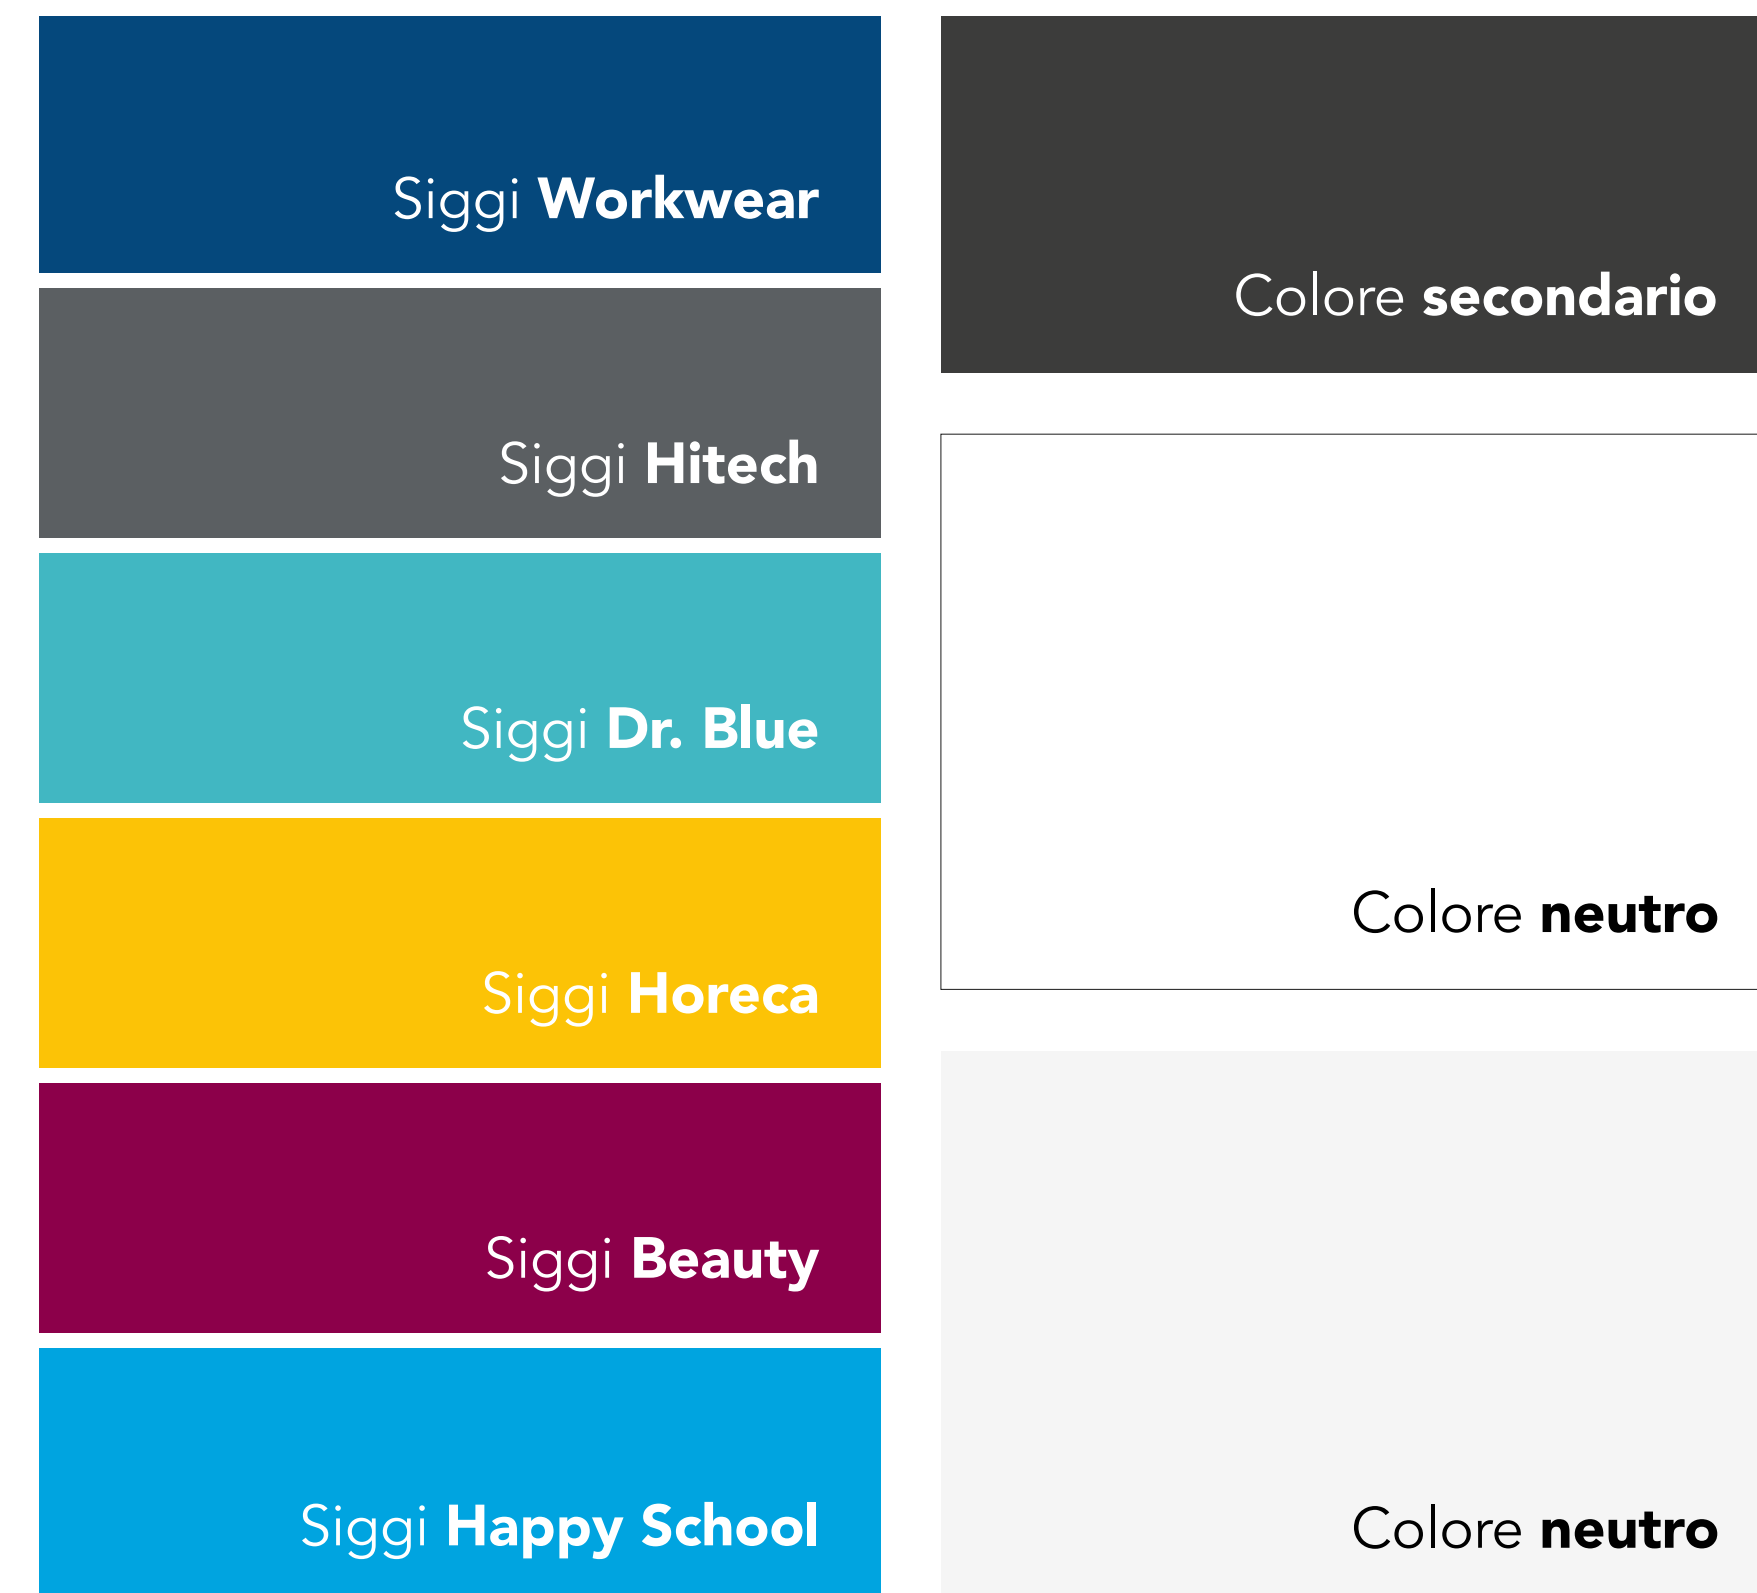 Siggi Workwear
Siggi Hitech
Siggi Dr. Blue
Siggi Horeca
Siggi Beauty
Siggi Happy School
Colore secondario
Colore neutro
Colore neutro